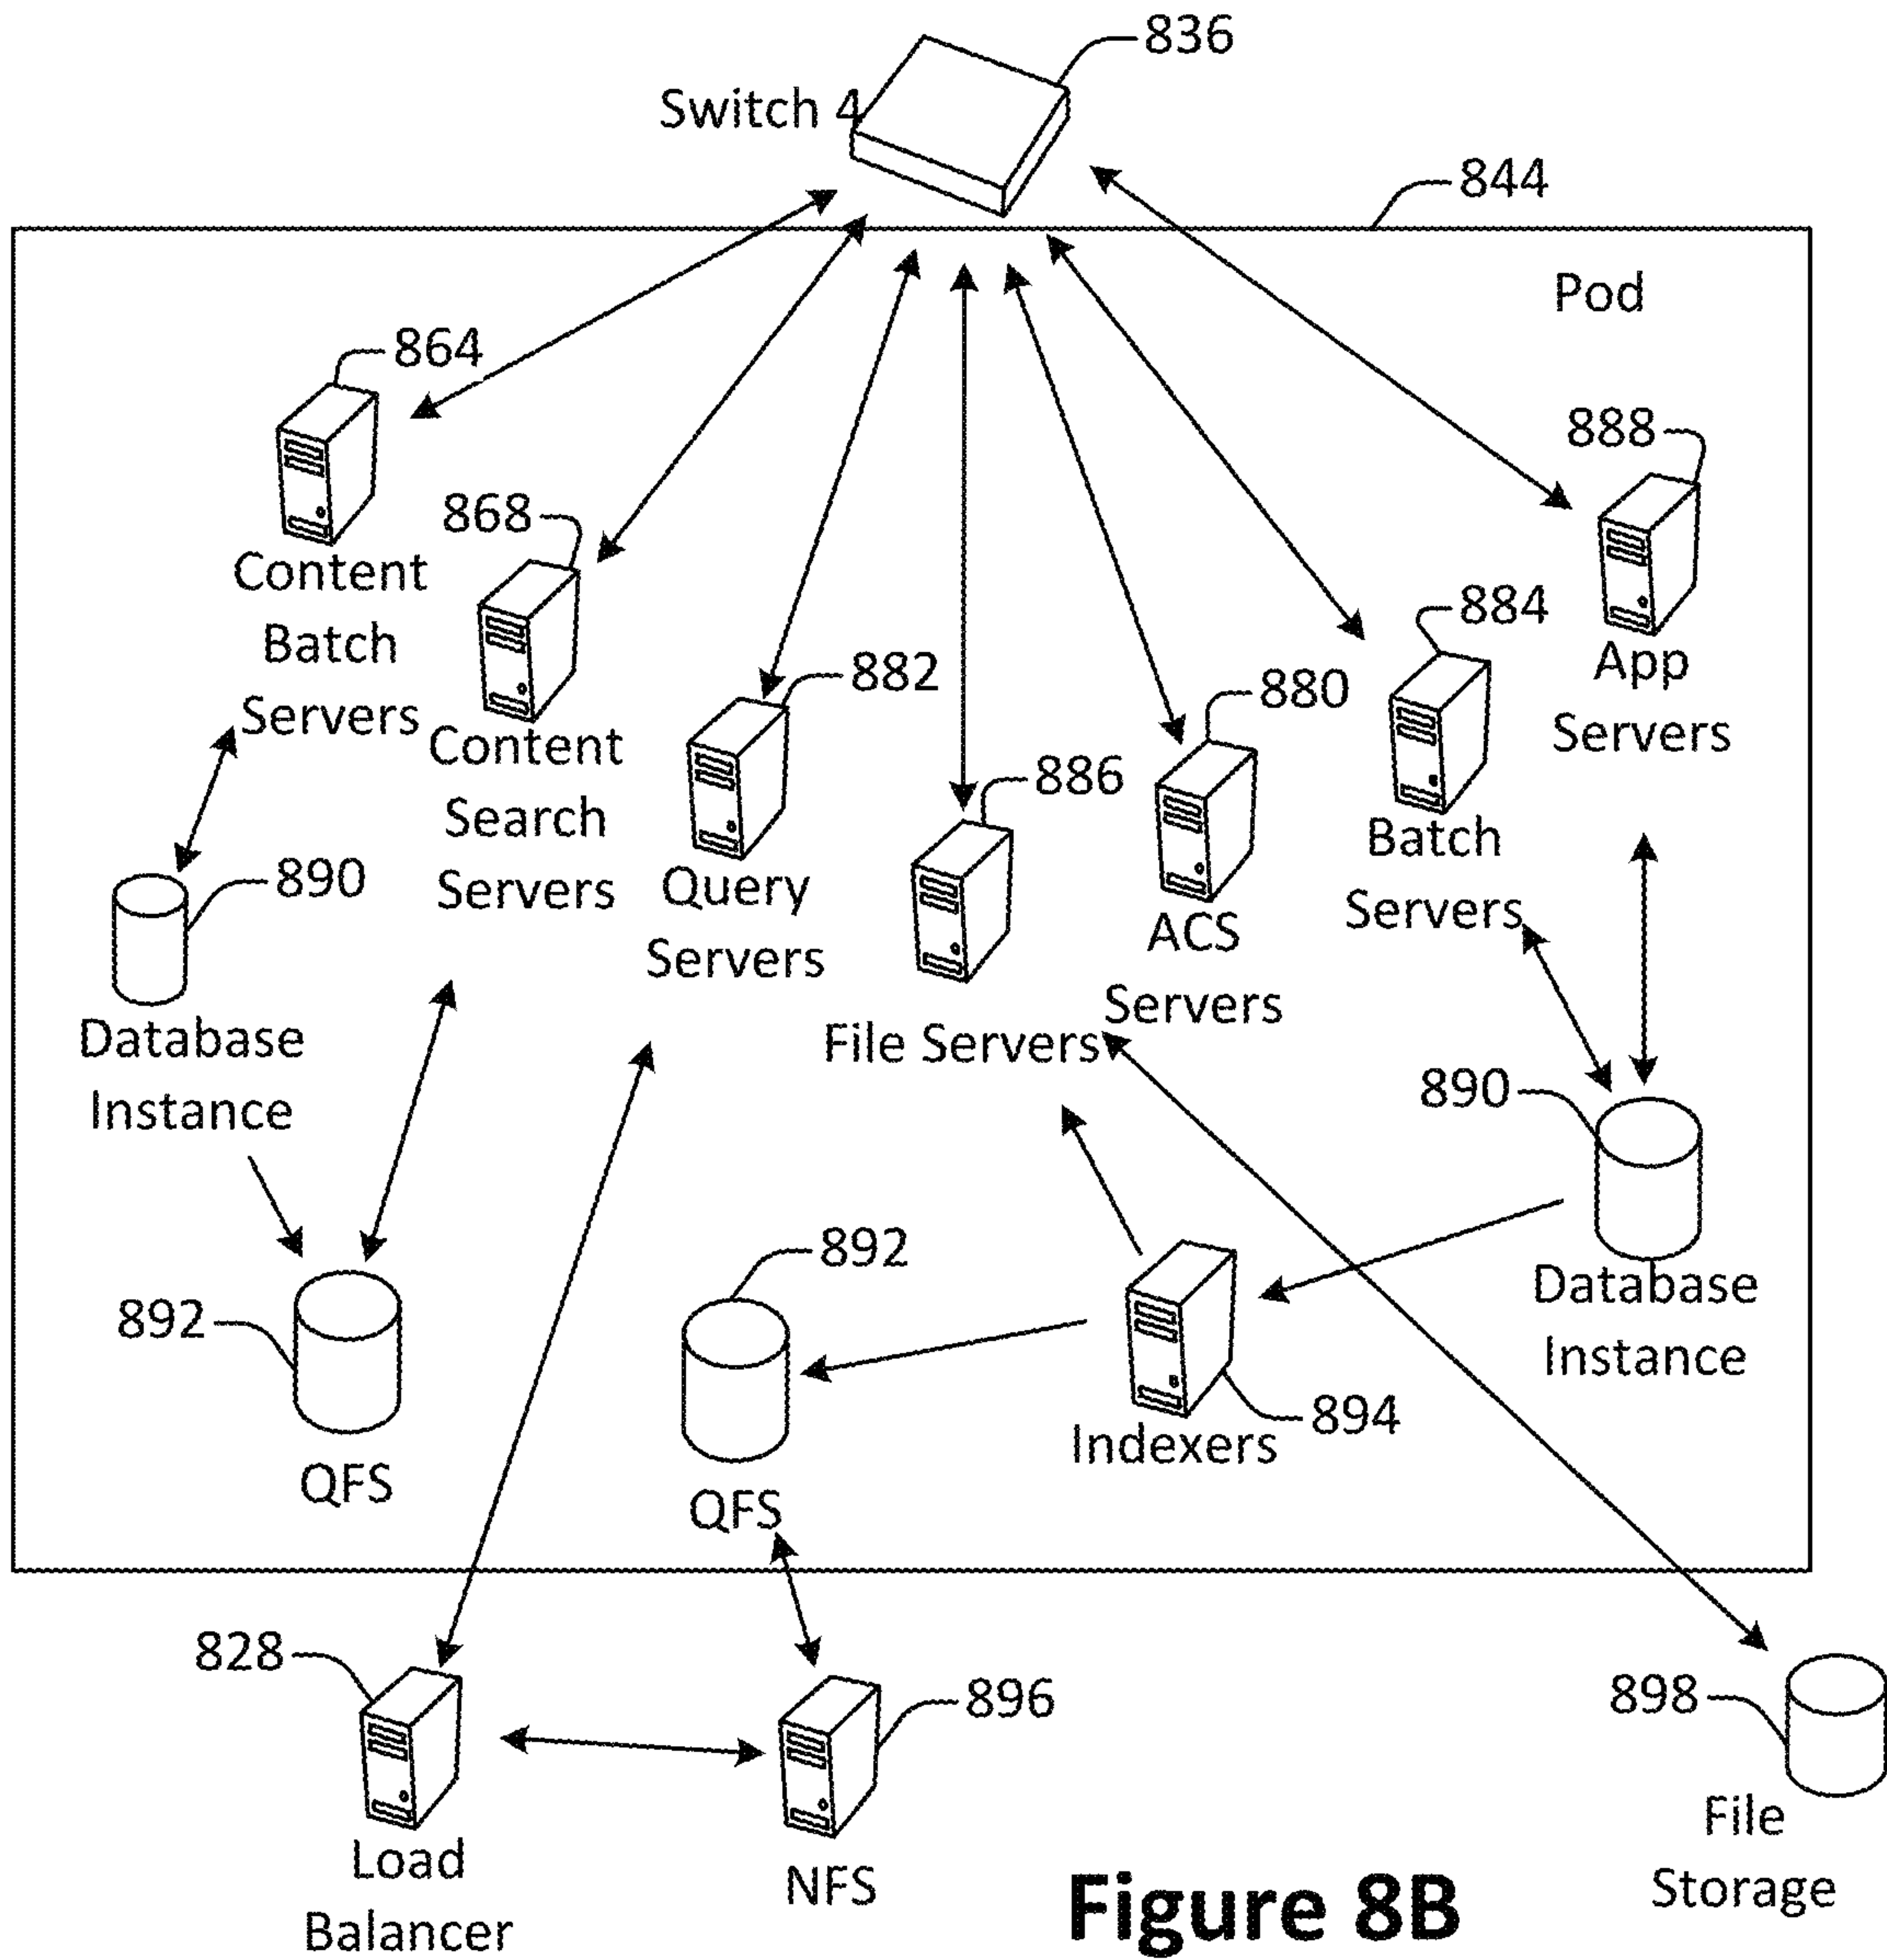 836
Switch 4
844
Pod
864
888
868
Content
Batch
Servers
884
882
880
App
Servers
Content
Search
Servers
886
Batch
Servers
890
Query
Servers
ACS
Servers
Database
Instance
File Servers
890
892
892
Database
Instance
894
Indexers
QFS
QFS
828
896
898
Load
Balancer
NFS
File
Storage
Figure 8B